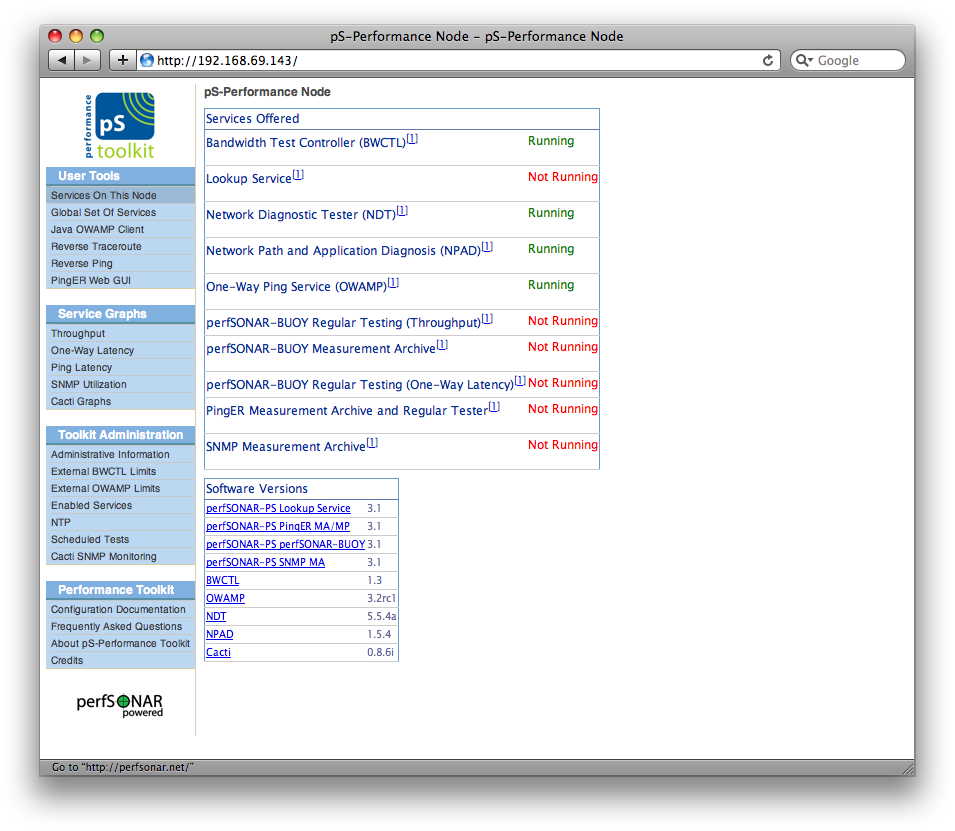 pS-Performance Node – pS-Performance Node
http://192.168.69.143/
Google
performance
pS
toolkit
User Tools
Services On This Node
Global Set Of Services
Java OWAMP Client
Reverse Traceroute
Reverse Ping
PingER Web GUI
Service Graphs
Throughput
One-Way Latency
Ping Latency
SNMP Utilization
Cacti Graphs
Toolkit Administration
Administrative Information
External BWCTL Limits
External OWAMP Limits
Enabled Services
NTP
Scheduled Tests
Cacti SNMP Monitoring
Performance Toolkit
Configuration Documentation
Frequently Asked Questions
About pS-Performance Toolkit
Credits
perfSONAR
powered
pS-Performance Node
Services Offered
Bandwidth Test Controller (BWCTL)[1] Running
Lookup Service[1] Not Running
Network Diagnostic Tester (NDT)[1] Running
Network Path and Application Diagnosis (NPAD)[1] Running
One-Way Ping Service (OWAMP)[1] Running
perfSONAR-BUOY Regular Testing (Throughput)[1] Not Running
perfSONAR-BUOY Measurement Archive[1] Not Running
perfSONAR-BUOY Regular Testing (One-Way Latency)[1] Not Running
PingER Measurement Archive and Regular Tester[1] Not Running
SNMP Measurement Archive[1] Not Running
Software Versions
perfSONAR-PS Lookup Service 3.1
perfSONAR-PS PingER MA/MP 3.1
perfSONAR-PS perfSONAR-BUOY 3.1
perfSONAR-PS SNMP MA 3.1
BWCTL 1.3
OWAMP 3.2rc1
NDT 5.5.4a
NPAD 1.5.4
Cacti 0.8.6i
Go to "http://perfsonar.net/"